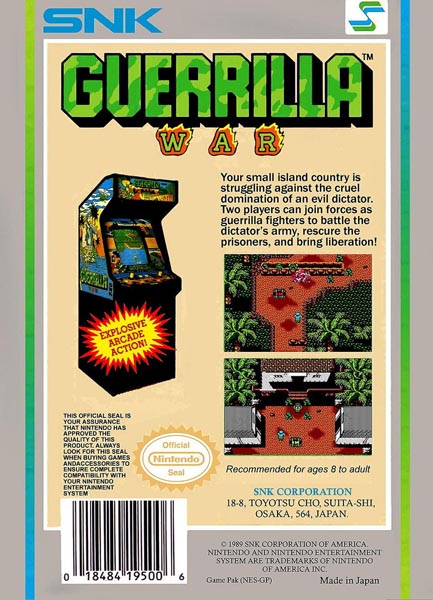 SNK
GUERRILLA™
WAR
Your small island country is
struggling against the cruel
domination of an evil dictator.
Two players can join forces as
guerrilla fighters to battle the
dictator's army, rescure the
prisoners, and bring liberation!
GUERRILLA
EXPLOSIVE
ARCADE
ACTION!
THIS OFFICIAL SEAL IS
YOUR ASSURANCE
THAT NINTENDO HAS
APPROVED THE
QUALITY OF THIS
PRODUCT. ALWAYS
LOOK FOR THIS SEAL
WHEN BUYING GAMES
ANDACCESSORIES TO
ENSURE COMPLETE
COMPATIBILITY WITH
YOUR NINTENDO
ENTERTAINMENT
SYSTEM
Official
Nintendo
Seal
Recommended for ages 8 to adult
SNK CORPORATION
18-8, TOYOTSU CHO, SUITA-SHI,
OSAKA, 564, JAPAN.
0 18484 19500 6
© 1989 SNK CORPORATION OF AMERICA.
NINTENDO AND NINTENDO ENTERTAINMENT
SYSTEM ARE TRADEMARKS OF NINTENDO
OF AMERICA INC.
Game Pak (NES-GP)
Made in Japan